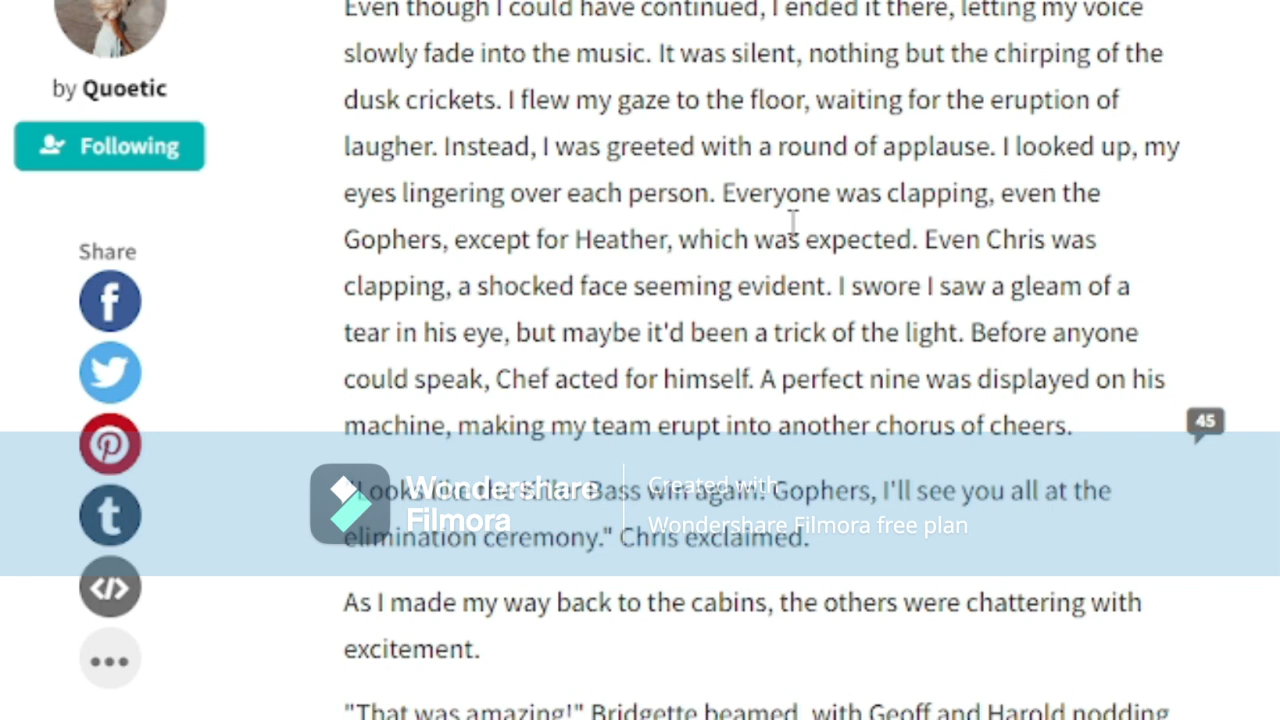 Even though I could have continued, I ended it there, letting my voice
slowly fade into the music. It was silent, nothing but the chirping of the
by Quoetic
dusk crickets. I flew my gaze to the floor, waiting for the eruption of
Following
laugher. Instead, I was greeted with a round of applause. I looked up, my
eyes lingering over each person. Everyone was clapping, even the
Share
Gophers, except for Heather, which was expected. Even Chris was
clapping, a shocked face seeming evident. I swore I saw a gleam of a
tear in his eye, but maybe it'd been a trick of the light. Before anyone
could speak, Chef acted for himself. A perfect nine was displayed on his
machine, making my team erupt into another chorus of cheers.
45
"Looks like the Bass win again! Gophers, I'll see you all at the
elimination ceremony." Chris exclaimed.
Wondershare
Filmora
Created with
Wondershare Filmora free plan
As I made my way back to the cabins, the others were chattering with
excitement.
"That was amazing!" Bridgette beamed, with Geoff and Harold nodding